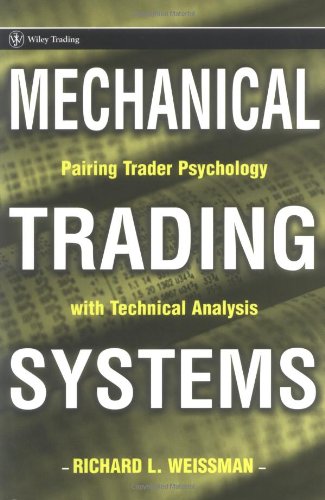 Wiley Trading
MECHANICAL
Pairing Trader Psychology
TRADING
with Technical Analysis
SYSTEMS
– RICHARD L. WEISSMAN –